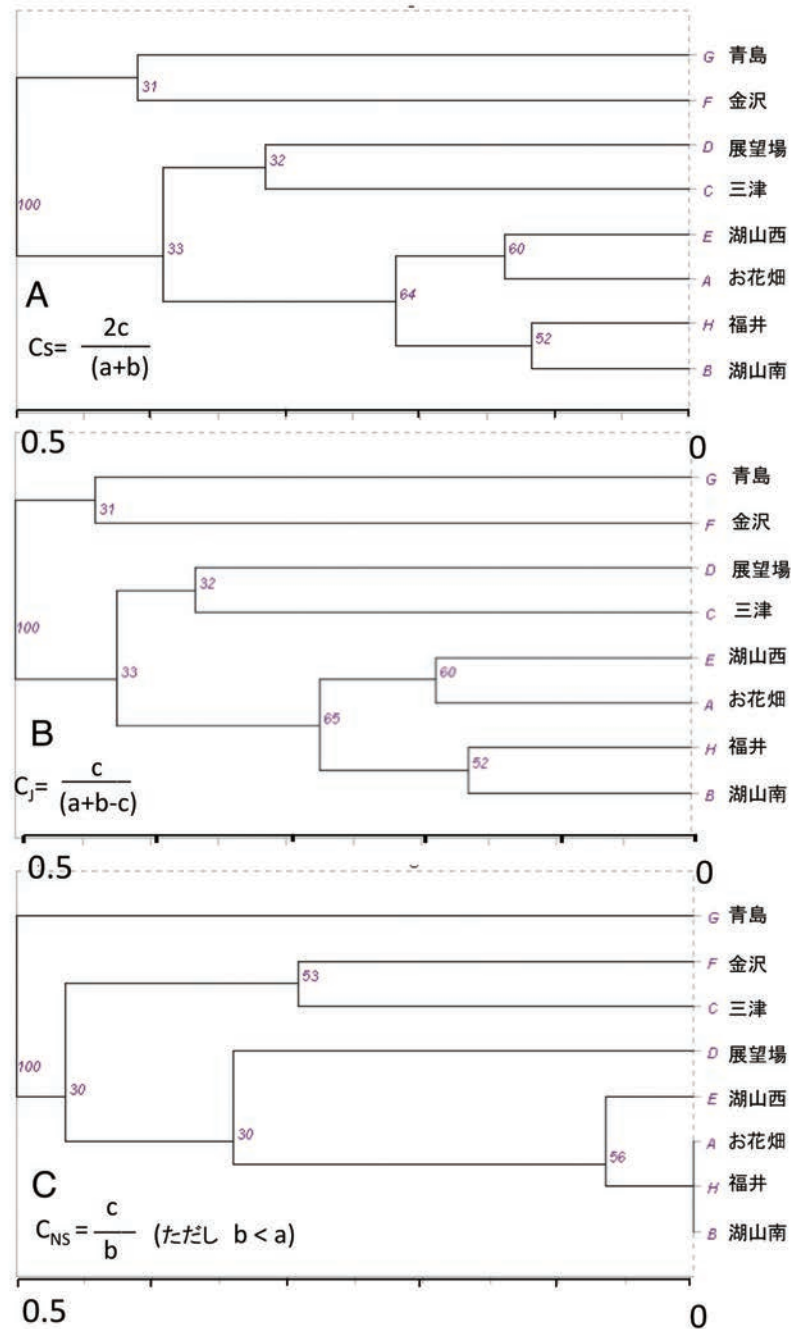 G 青島
31
F 金沢
D 展望場
32
C 三津
100
E 湖山西
33
60
A お花畑
64
A
H 福井
Cs= 2c
(a+b)
52
B 湖山南
0.5 0
G 青島
31
F 金沢
D 展望場
32
C 三津
100
E 湖山西
33
60
A お花畑
65
B
H 福井
52
CJ= c
(a+b-c)
B 湖山南
0.5 0
G 青島
F 金沢
53
C 三津
D 展望場
100
30
E 湖山西
30
A お花畑
56
C
H 福井
CNS = c
b (ただし b < a)
B 湖山南
0.5 0